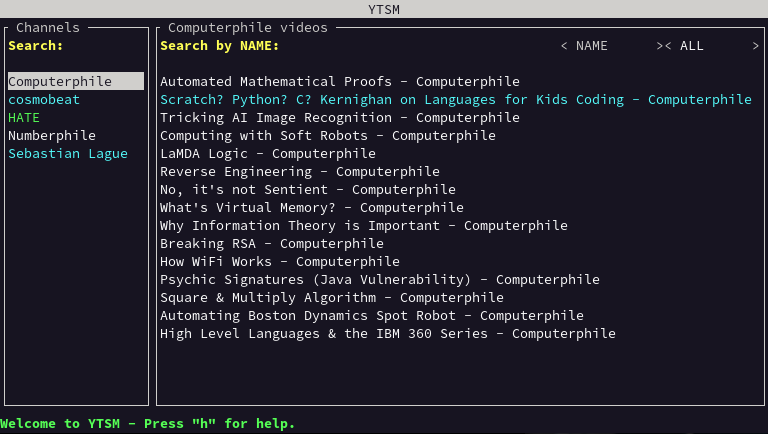 YTSM
Channels
Search:
Computerphile
cosmobeat
HATE
Numberphile
Sebastian Lague
Computerphile videos
Search by NAME: < NAME >< ALL >
Automated Mathematical Proofs - Computerphile
Scratch? Python? C? Kernighan on Languages for Kids Coding - Computerphile
Tricking AI Image Recognition - Computerphile
Computing with Soft Robots - Computerphile
LaMDA Logic - Computerphile
Reverse Engineering - Computerphile
No, it's not Sentient - Computerphile
What's Virtual Memory? - Computerphile
Why Information Theory is Important - Computerphile
Breaking RSA - Computerphile
How WiFi Works - Computerphile
Psychic Signatures (Java Vulnerability) - Computerphile
Square & Multiply Algorithm - Computerphile
Automating Boston Dynamics Spot Robot - Computerphile
High Level Languages & the IBM 360 Series - Computerphile
Welcome to YTSM - Press "h" for help.